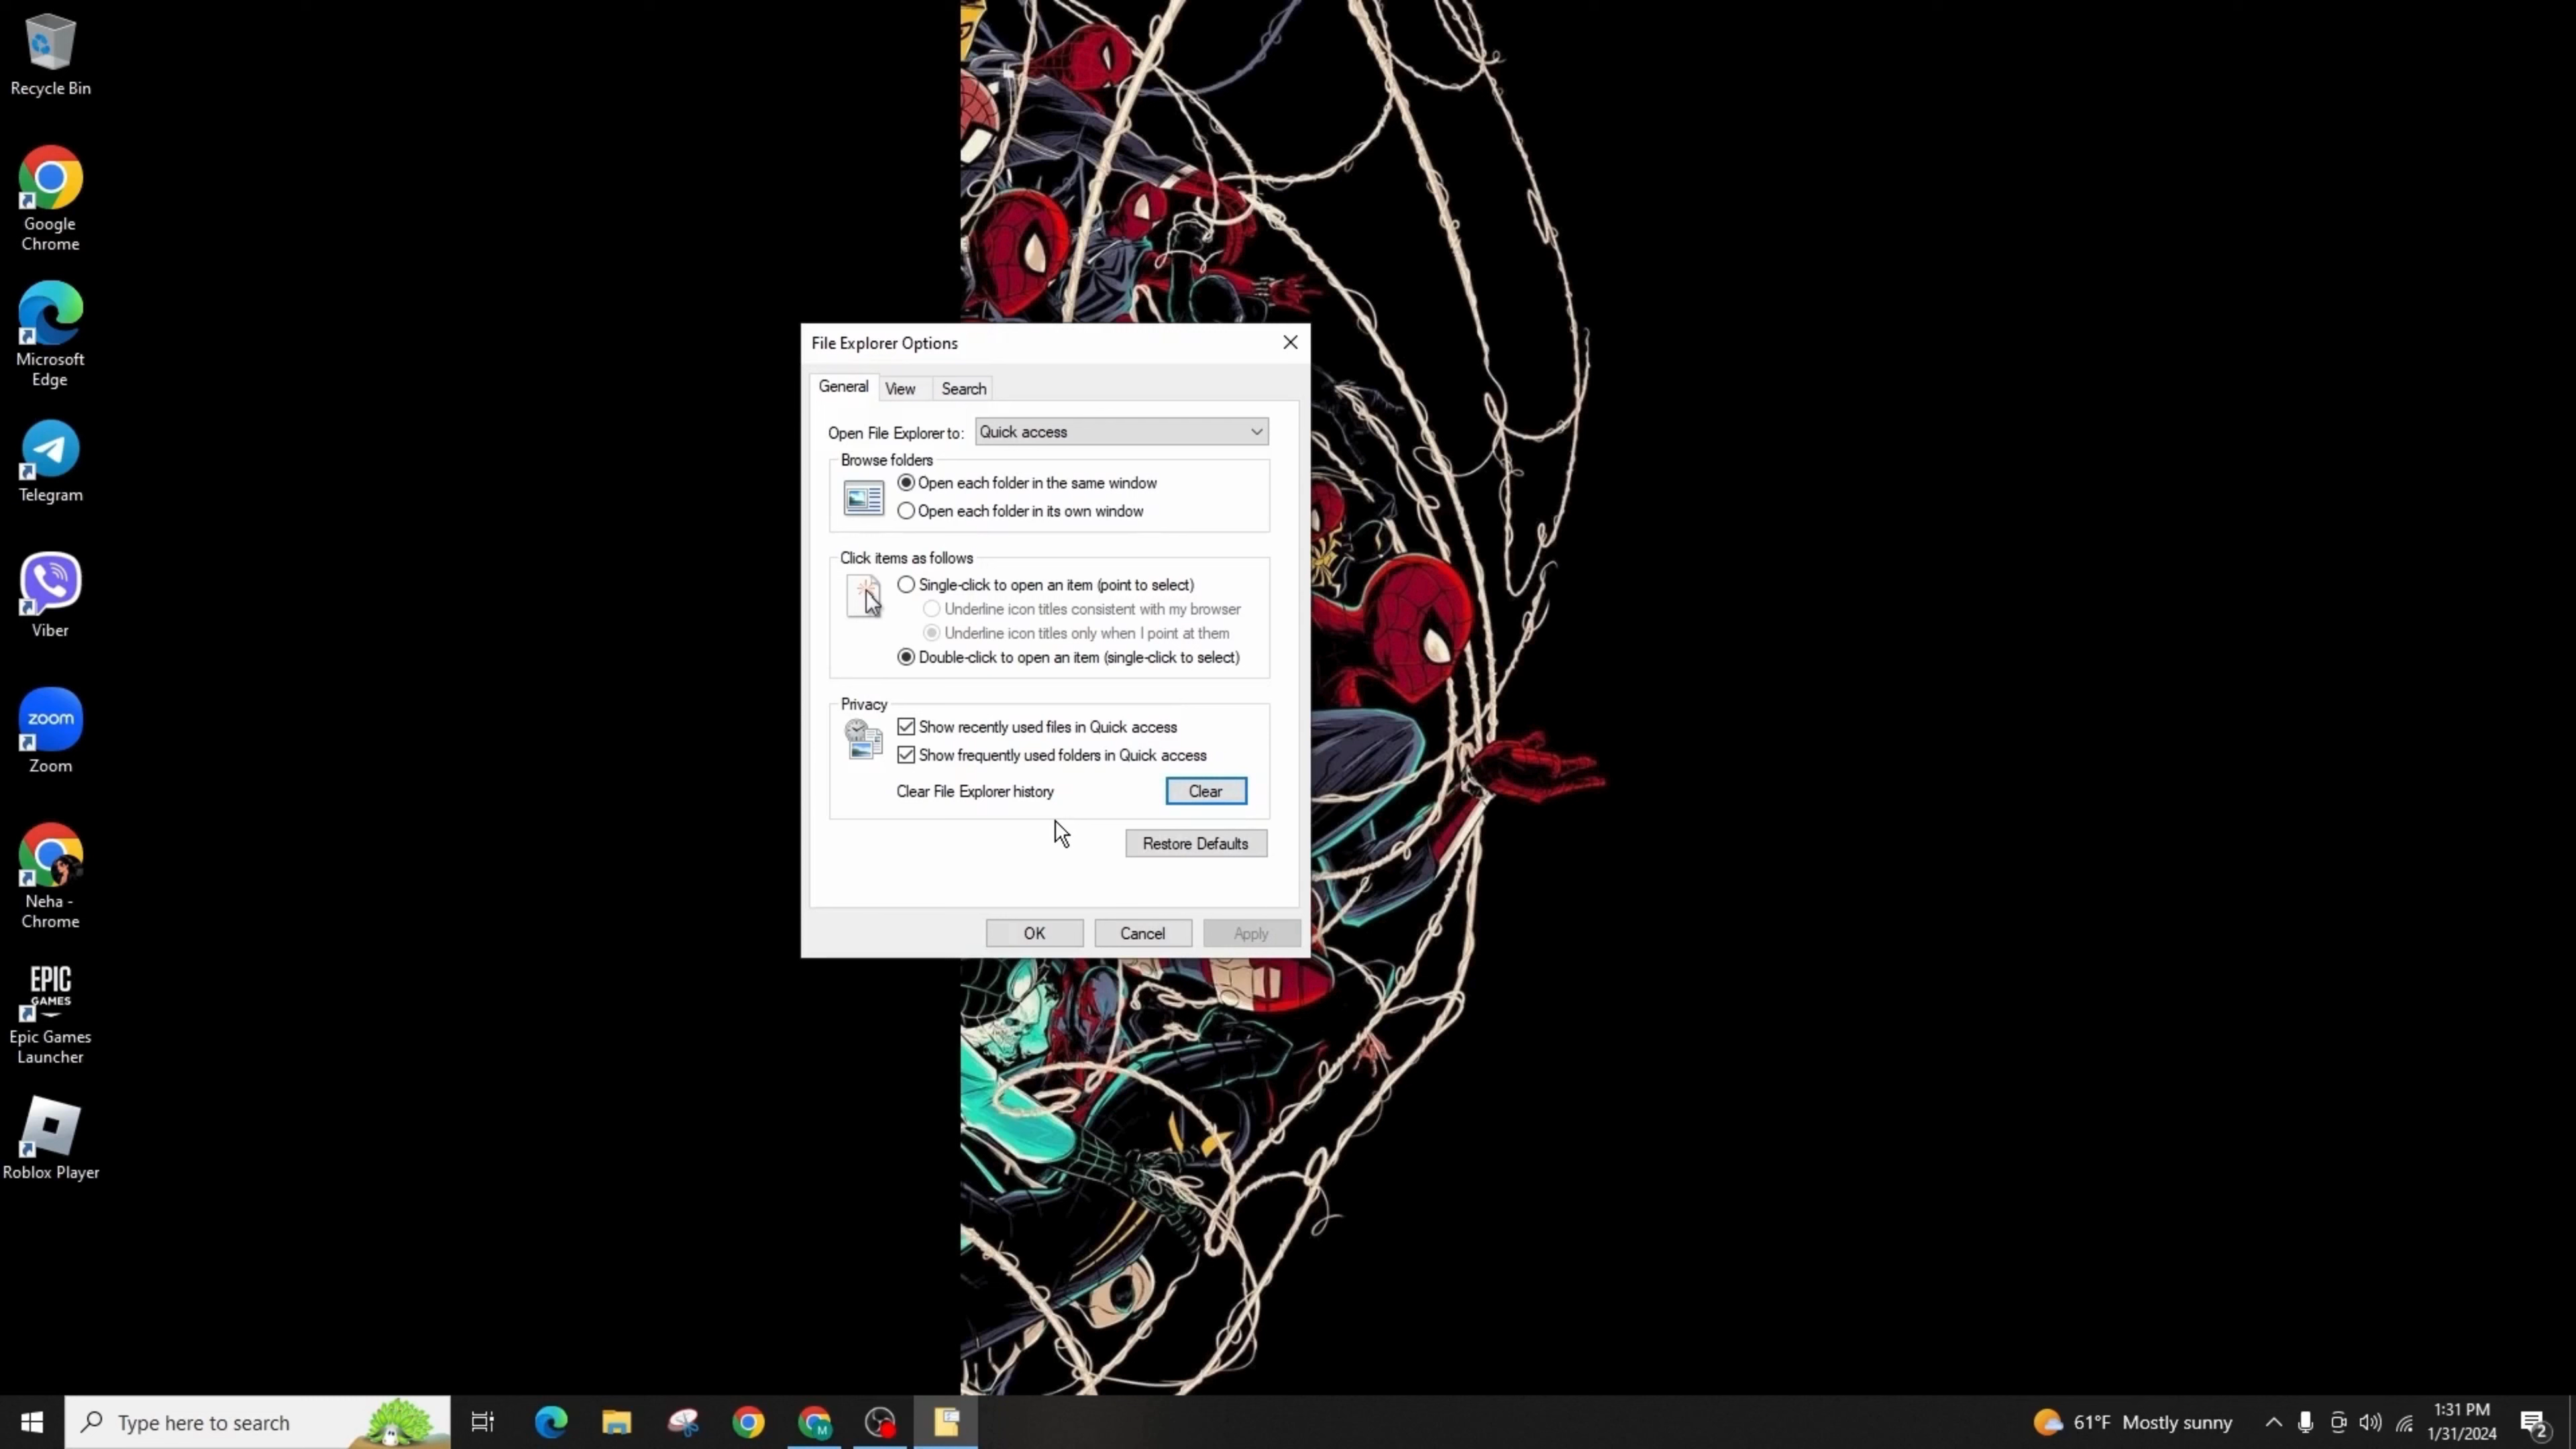 Recycle Bin
Google
Chrome
Microsoft
Edge
Telegram
Viber
zoom
Zoom
Neha -
Chrome
EPIC
GAMES
Epic Games
Launcher
Roblox Player
File Explorer Options
General View Search
Open File Explorer to: Quick access
Browse folders
Open each folder in the same window
Open each folder in its own window
Click items as follows
Single-click to open an item (point to select)
Underline icon titles consistent with my browser
Underline icon titles only when I point at them
Double-click to open an item (single-click to select)
Privacy
Show recently used files in Quick access
Show frequently used folders in Quick access
Clear File Explorer history Clear
Restore Defaults
OK Cancel Apply
Type here to search
M
61°F Mostly sunny
1:31 PM
1/31/2024
2